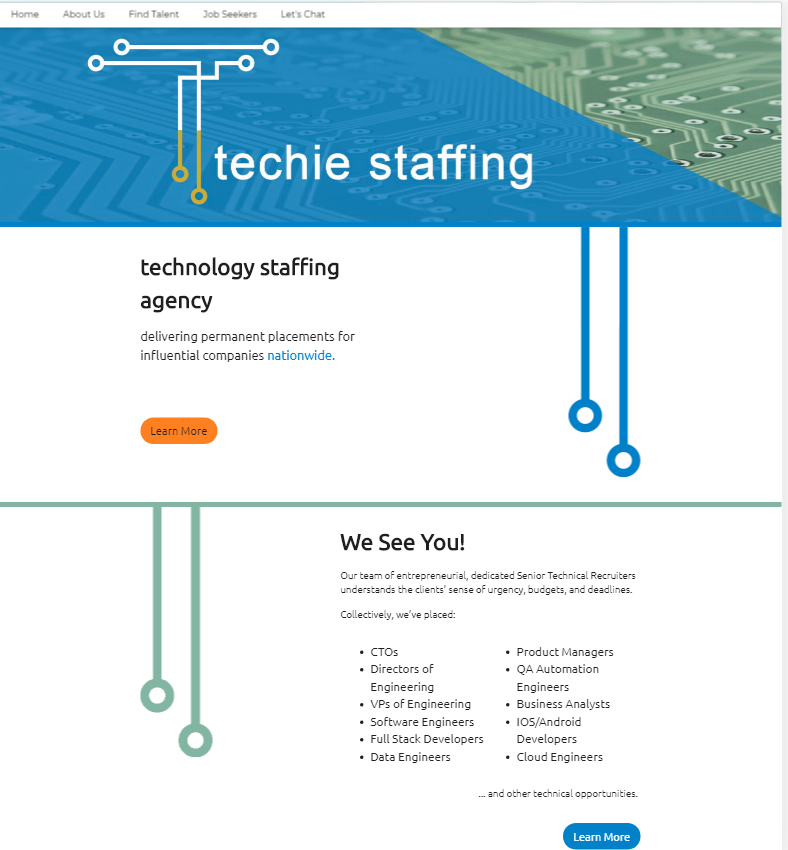 Home About Us Find Talent Job Seekers Let's Chat
techie staffing
technology staffing
agency
delivering permanent placements for
influential companies nationwide.
Learn More
We See You!
Our team of entrepreneurial, dedicated Senior Technical Recruiters
understands the clients' sense of urgency, budgets, and deadlines.
Collectively, we've placed:
• CTOs
• Directors of
Engineering
• VPs of Engineering
• Software Engineers
• Full Stack Developers
• Data Engineers
• Product Managers
• QA Automation
Engineers
• Business Analysts
• IOS/Android
Developers
• Cloud Engineers
... and other technical opportunities.
Learn More